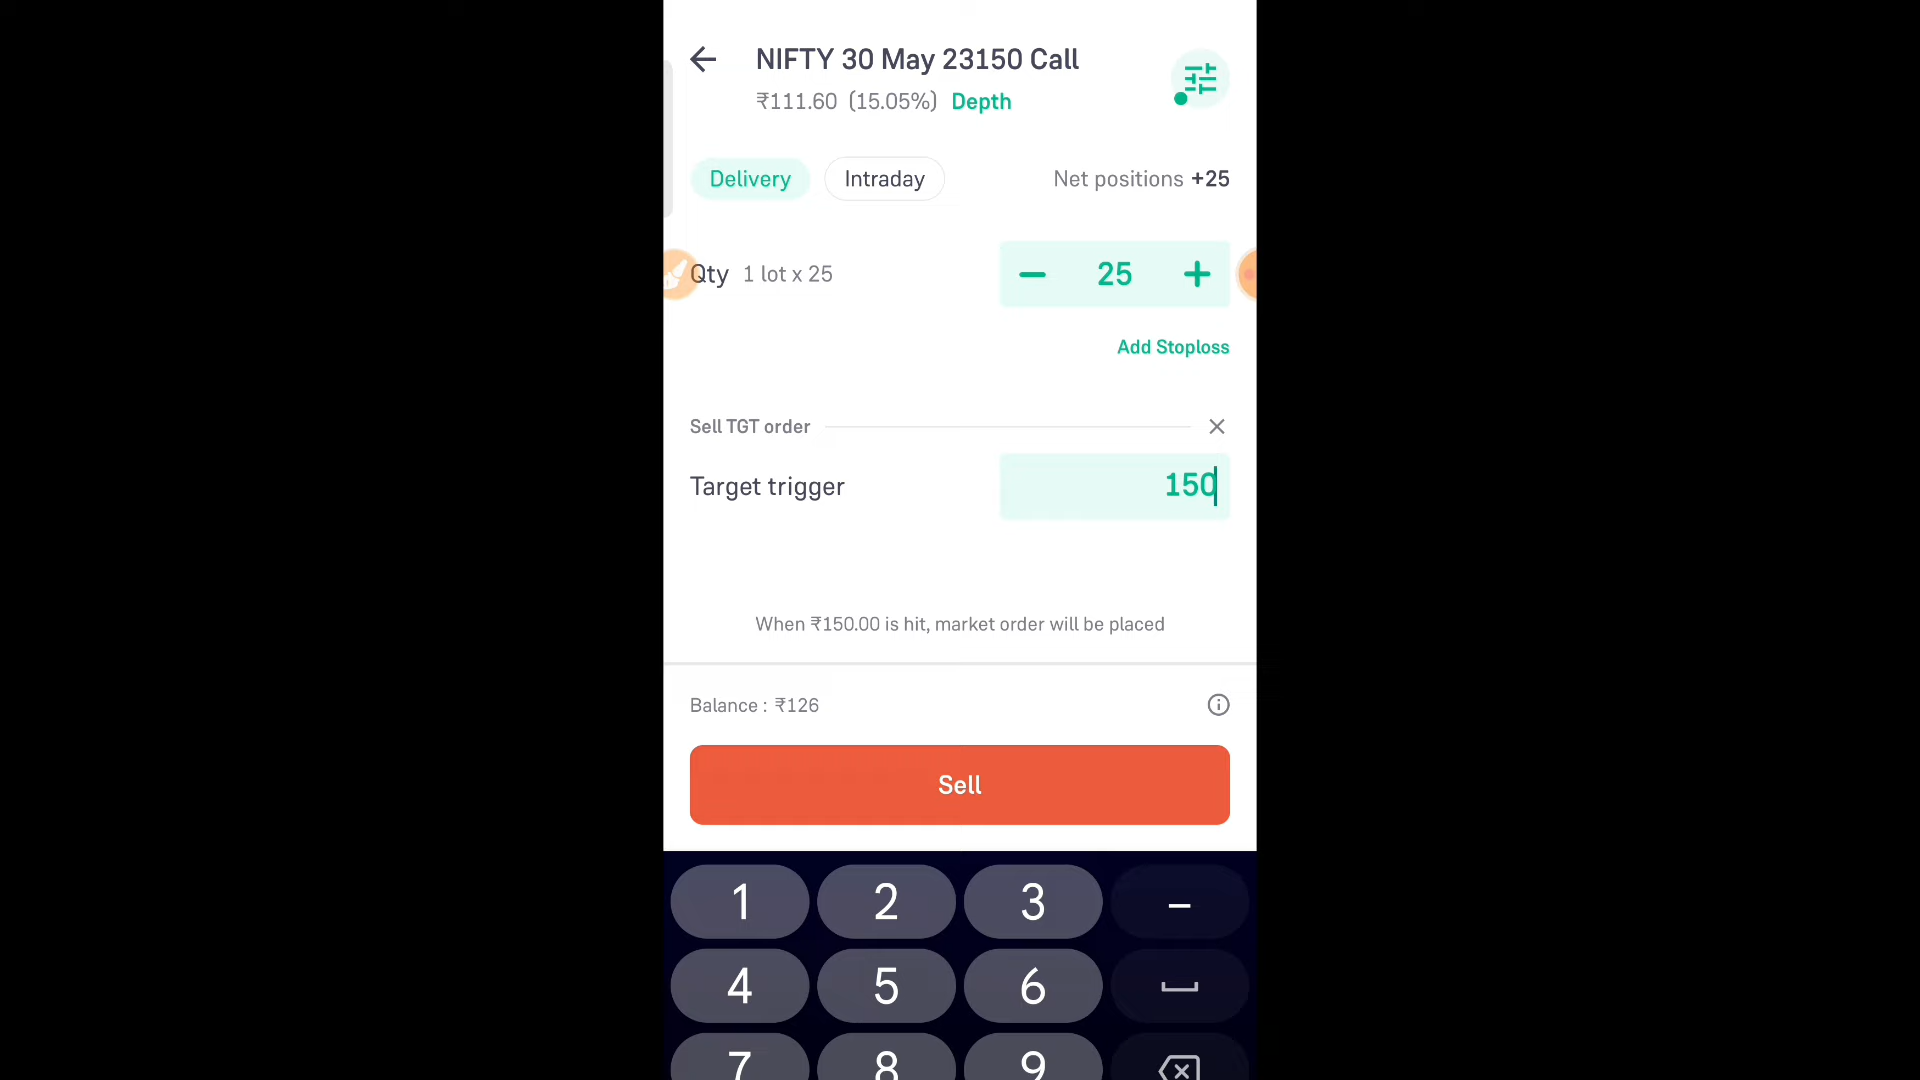 NIFTY 30 May 23150 Call
₹111.60 (15.05%) Depth
Delivery Intraday Net positions +25
Qty 1 lot x 25 − 25 +
Add Stoploss
Sell TGT order
Target trigger 150
When ₹150.00 is hit, market order will be placed
Balance : ₹126
Sell
1 2 3 –
4 5 6
7 8 9